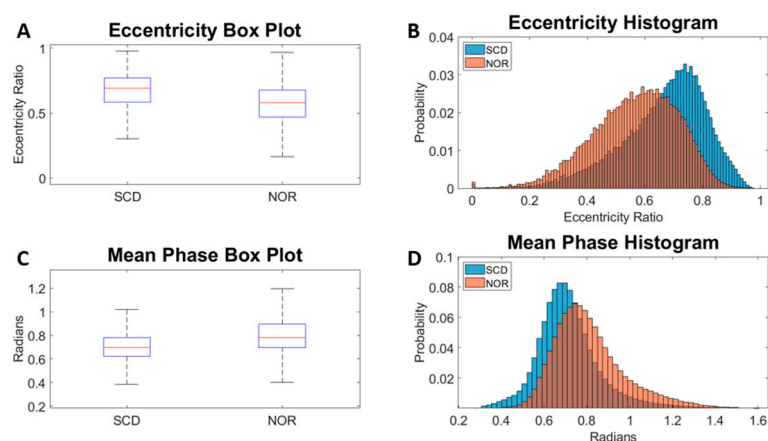 A
Eccentricity Box Plot
Eccentricity Ratio
1
0.5
0
SCD NOR
B
Eccentricity Histogram
SCD
NOR
Probability
0.04
0.03
0.02
0.01
0
0 0.2 0.4 0.6 0.8 1
Eccentricity Ratio
C
Mean Phase Box Plot
Radians
1.2
1
0.8
0.6
0.4
0.2
SCD NOR
D
Mean Phase Histogram
SCD
NOR
Probability
0.1
0.08
0.06
0.04
0.02
0.2 0.4 0.6 0.8 1 1.2 1.4 1.6
Radians